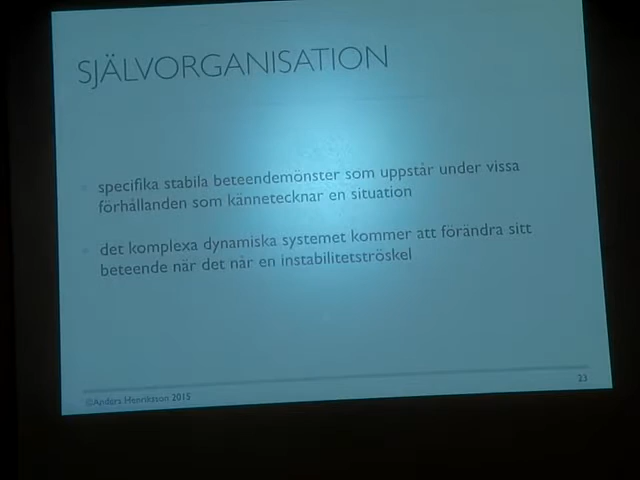 SJÄLVORGANISATION
specifika stabila beteendemönster som uppstår under vissa
förhållanden som kännetecknar en situation
det komplexa dynamiska systemet kommer att förändra sitt
beteende när det når en instabilitetströskel
©Anders Henriksson 2015
23